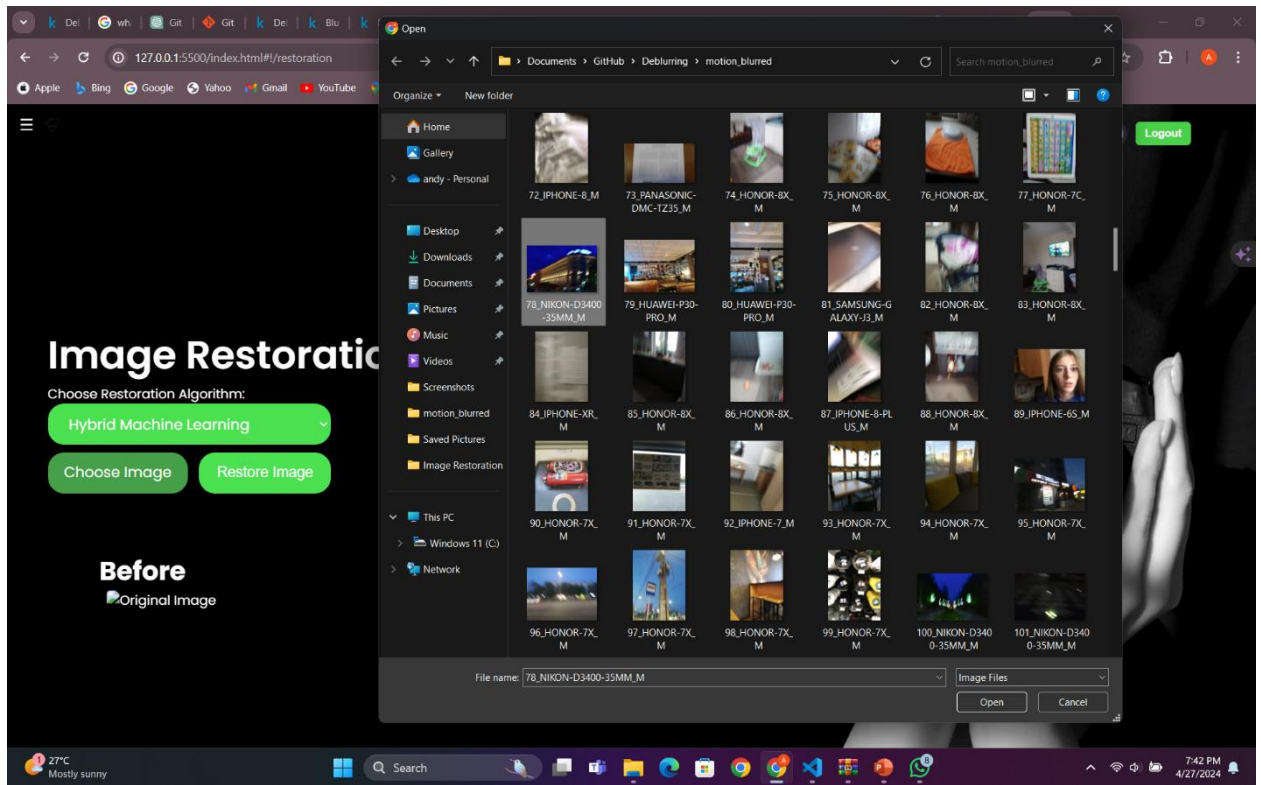 Dei
wh
Git
Git
Dei
Blu
Open
127.0.0.1:5500/index.html#!/restoration
Documents > GitHub > Deblurring > motion_blurred
Search motion_blurred
Apple
Bing
Google
Yahoo
Gmail
YouTube
Organize
New folder
Logout
Home
Gallery
andy - Personal
Desktop
Downloads
Documents
Pictures
Music
Videos
Screenshots
motion_blurred
Saved Pictures
Image Restoration
This PC
Windows 11 (C:)
Network
72_IPHONE-8_M
73_PANASONIC-
DMC-TZ35_M
74_HONOR-8X_
M
75_HONOR-8X_
M
76_HONOR-8X_
M
77_HONOR-7C_
M
78_NIKON-D3400
-35MM_M
79_HUAWEI-P30-
PRO_M
80_HUAWEI-P30-
PRO_M
81_SAMSUNG-G
ALAXY-J3_M
82_HONOR-8X_
M
83_HONOR-8X_
M
84_IPHONE-XR_
M
85_HONOR-8X_
M
86_HONOR-8X_
M
87_IPHONE-8-PL
US_M
88_HONOR-8X_
M
89_IPHONE-6S_M
90_HONOR-7X_
M
91_HONOR-7X_
M
92_IPHONE-7_M
93_HONOR-7X_
M
94_HONOR-7X_
M
95_HONOR-7X_
M
96_HONOR-7X_
M
97_HONOR-7X_
M
98_HONOR-7X_
M
99_HONOR-7X_
M
100_NIKON-D340
0-35MM_M
101_NIKON-D340
0-35MM_M
File name:
78_NIKON-D3400-35MM_M
Image Files
Open
Cancel
Image Restoratio
Choose Restoration Algorithm:
Hybrid Machine Learning
Choose Image
Restore Image
Before
Original Image
1
27°C
Mostly sunny
Search
8
7:42 PM
4/27/2024